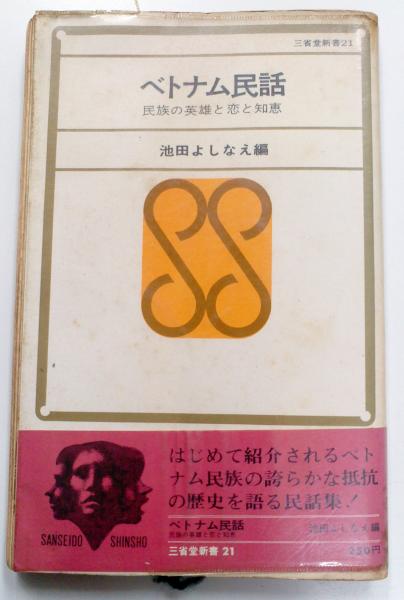 三省堂新書21
ベトナム民話
民族の英雄と恋と知恵
池田よしなえ編
SS
はじめて紹介されるベト
ナム民族の誇らかな抵抗
の歴史を語る民話集!
ベトナム民話
池田よしなえ編
民族の英雄と恋と知恵
SANSEIDO SHINSHO
三省堂新書 21
250円